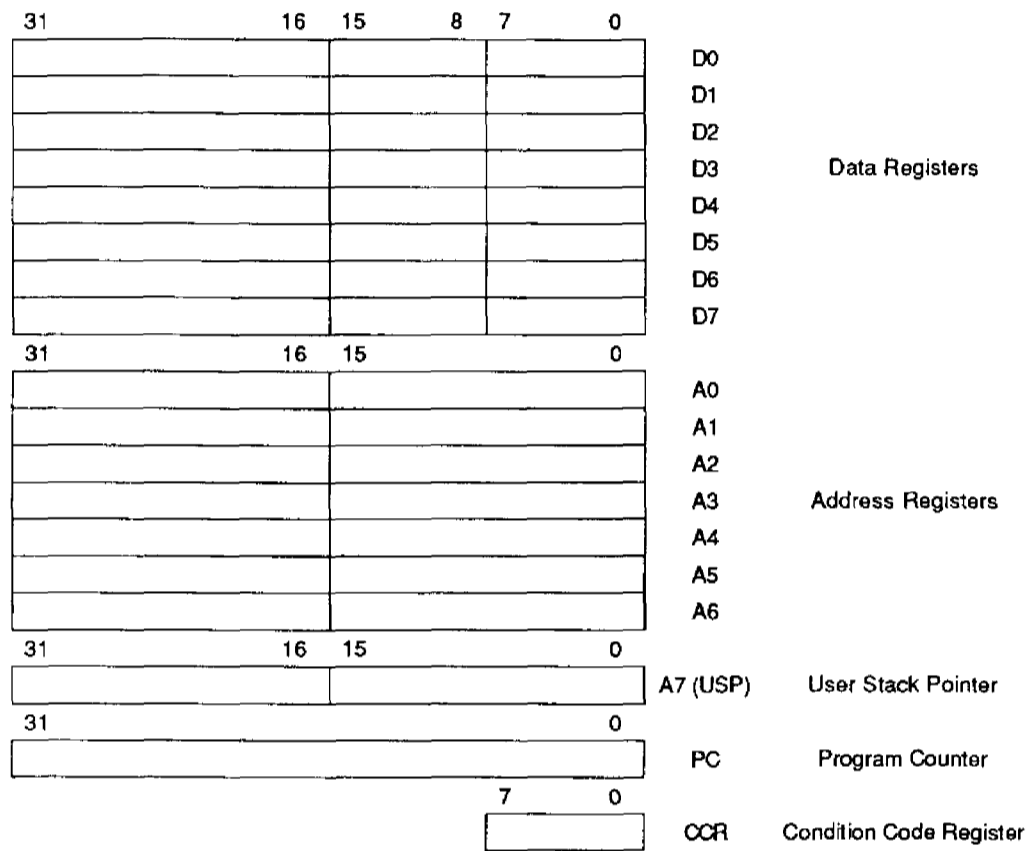 31 16 15 8 7 0
D0
D1
D2
D3 Data Registers
D4
D5
D6
D7
31 16 15 0
A0
A1
A2
A3 Address Registers
A4
A5
A6
31 16 15 0
A7 (USP) User Stack Pointer
31 0
PC Program Counter
7 0
CCR Condition Code Register